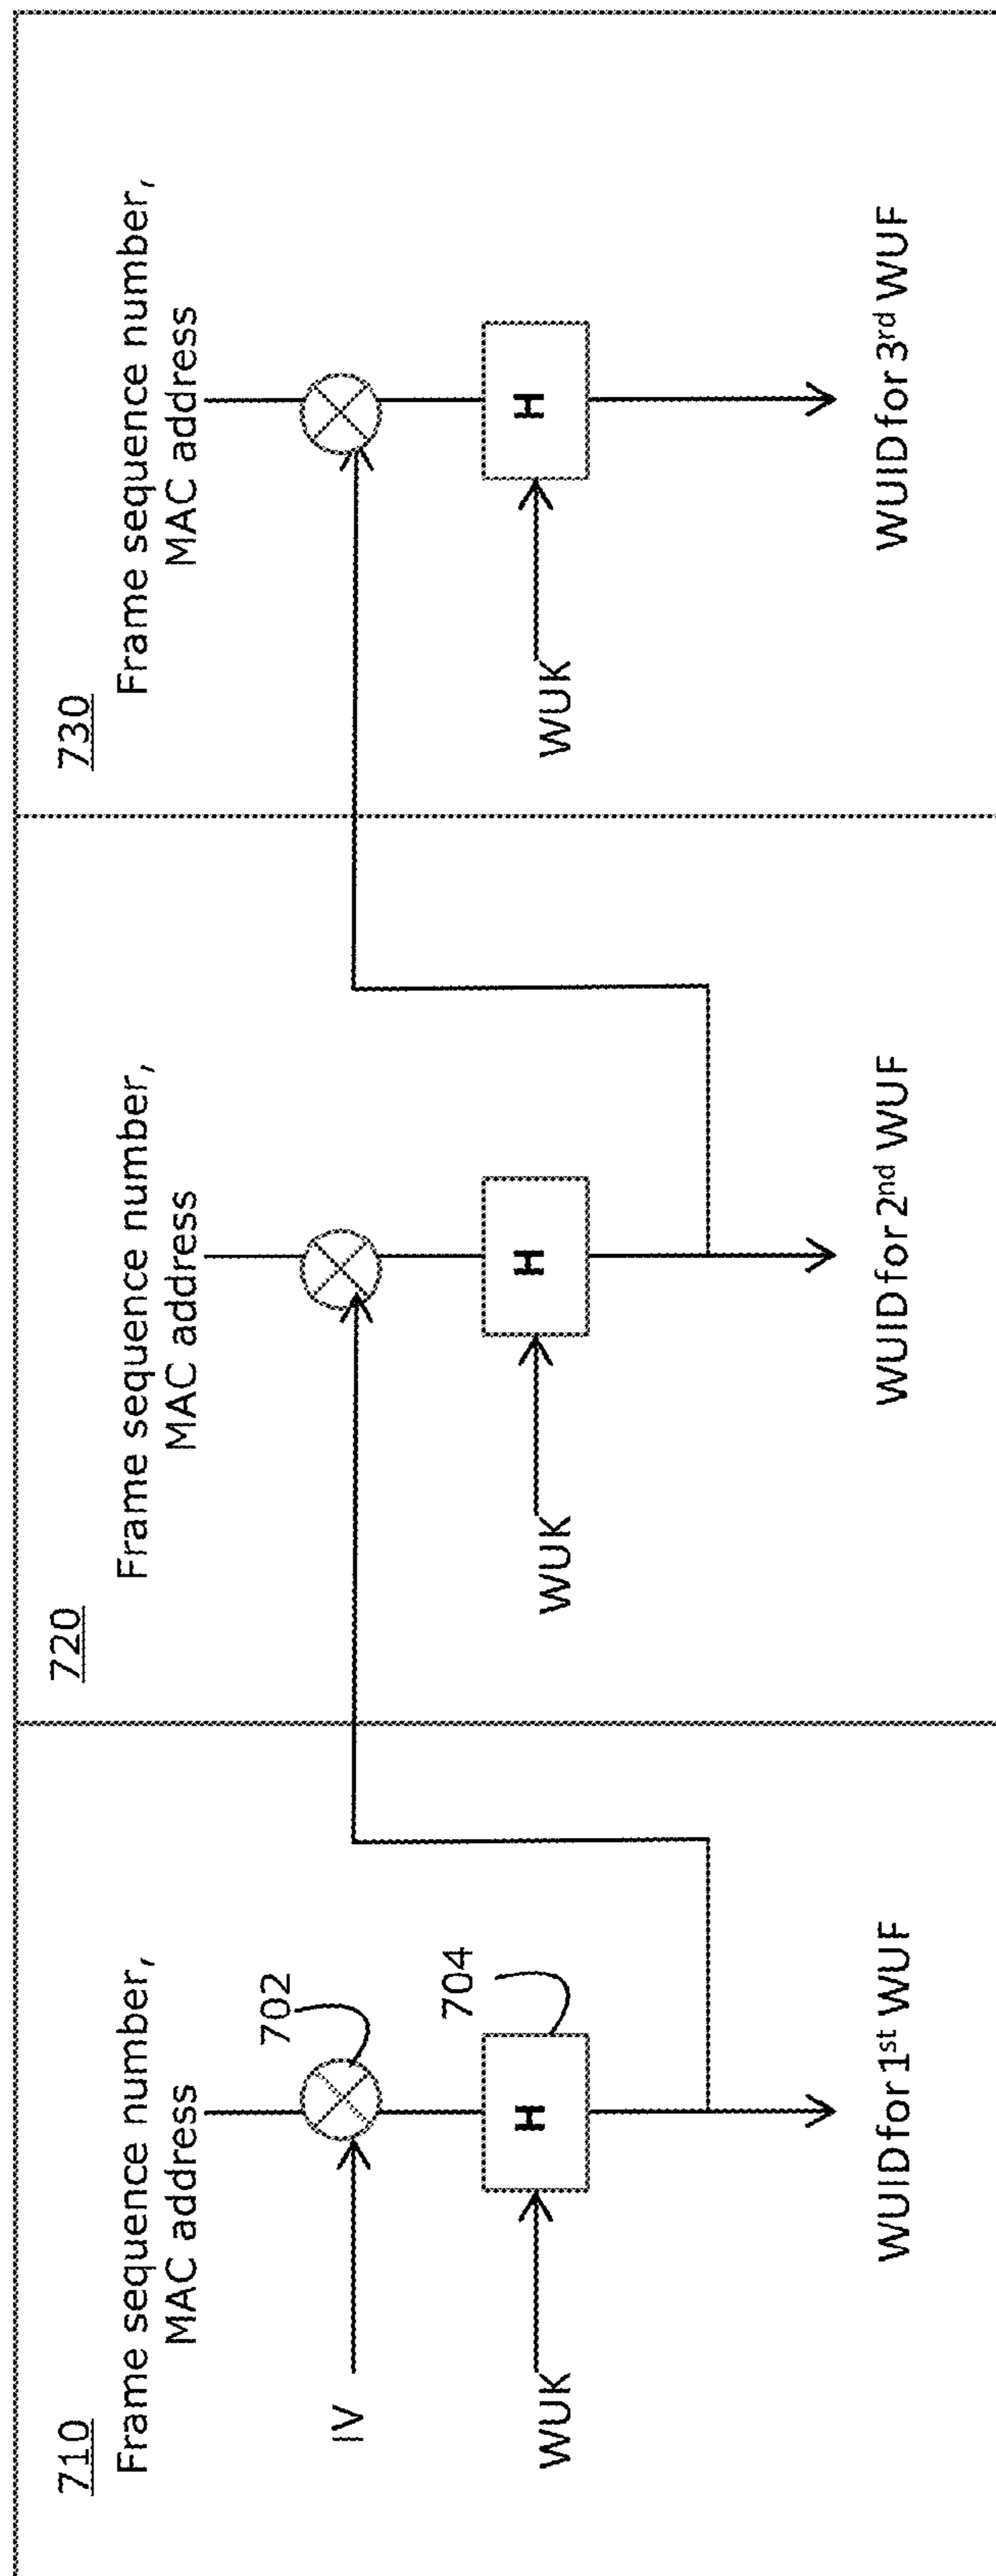 710
Frame sequence number,
MAC address
702
IV
704
H
WUK
WUID for 1st WUF
720
Frame sequence number,
MAC address
H
WUK
WUID for 2nd WUF
730
Frame sequence number,
MAC address
H
WUK
WUID for 3rd WUF